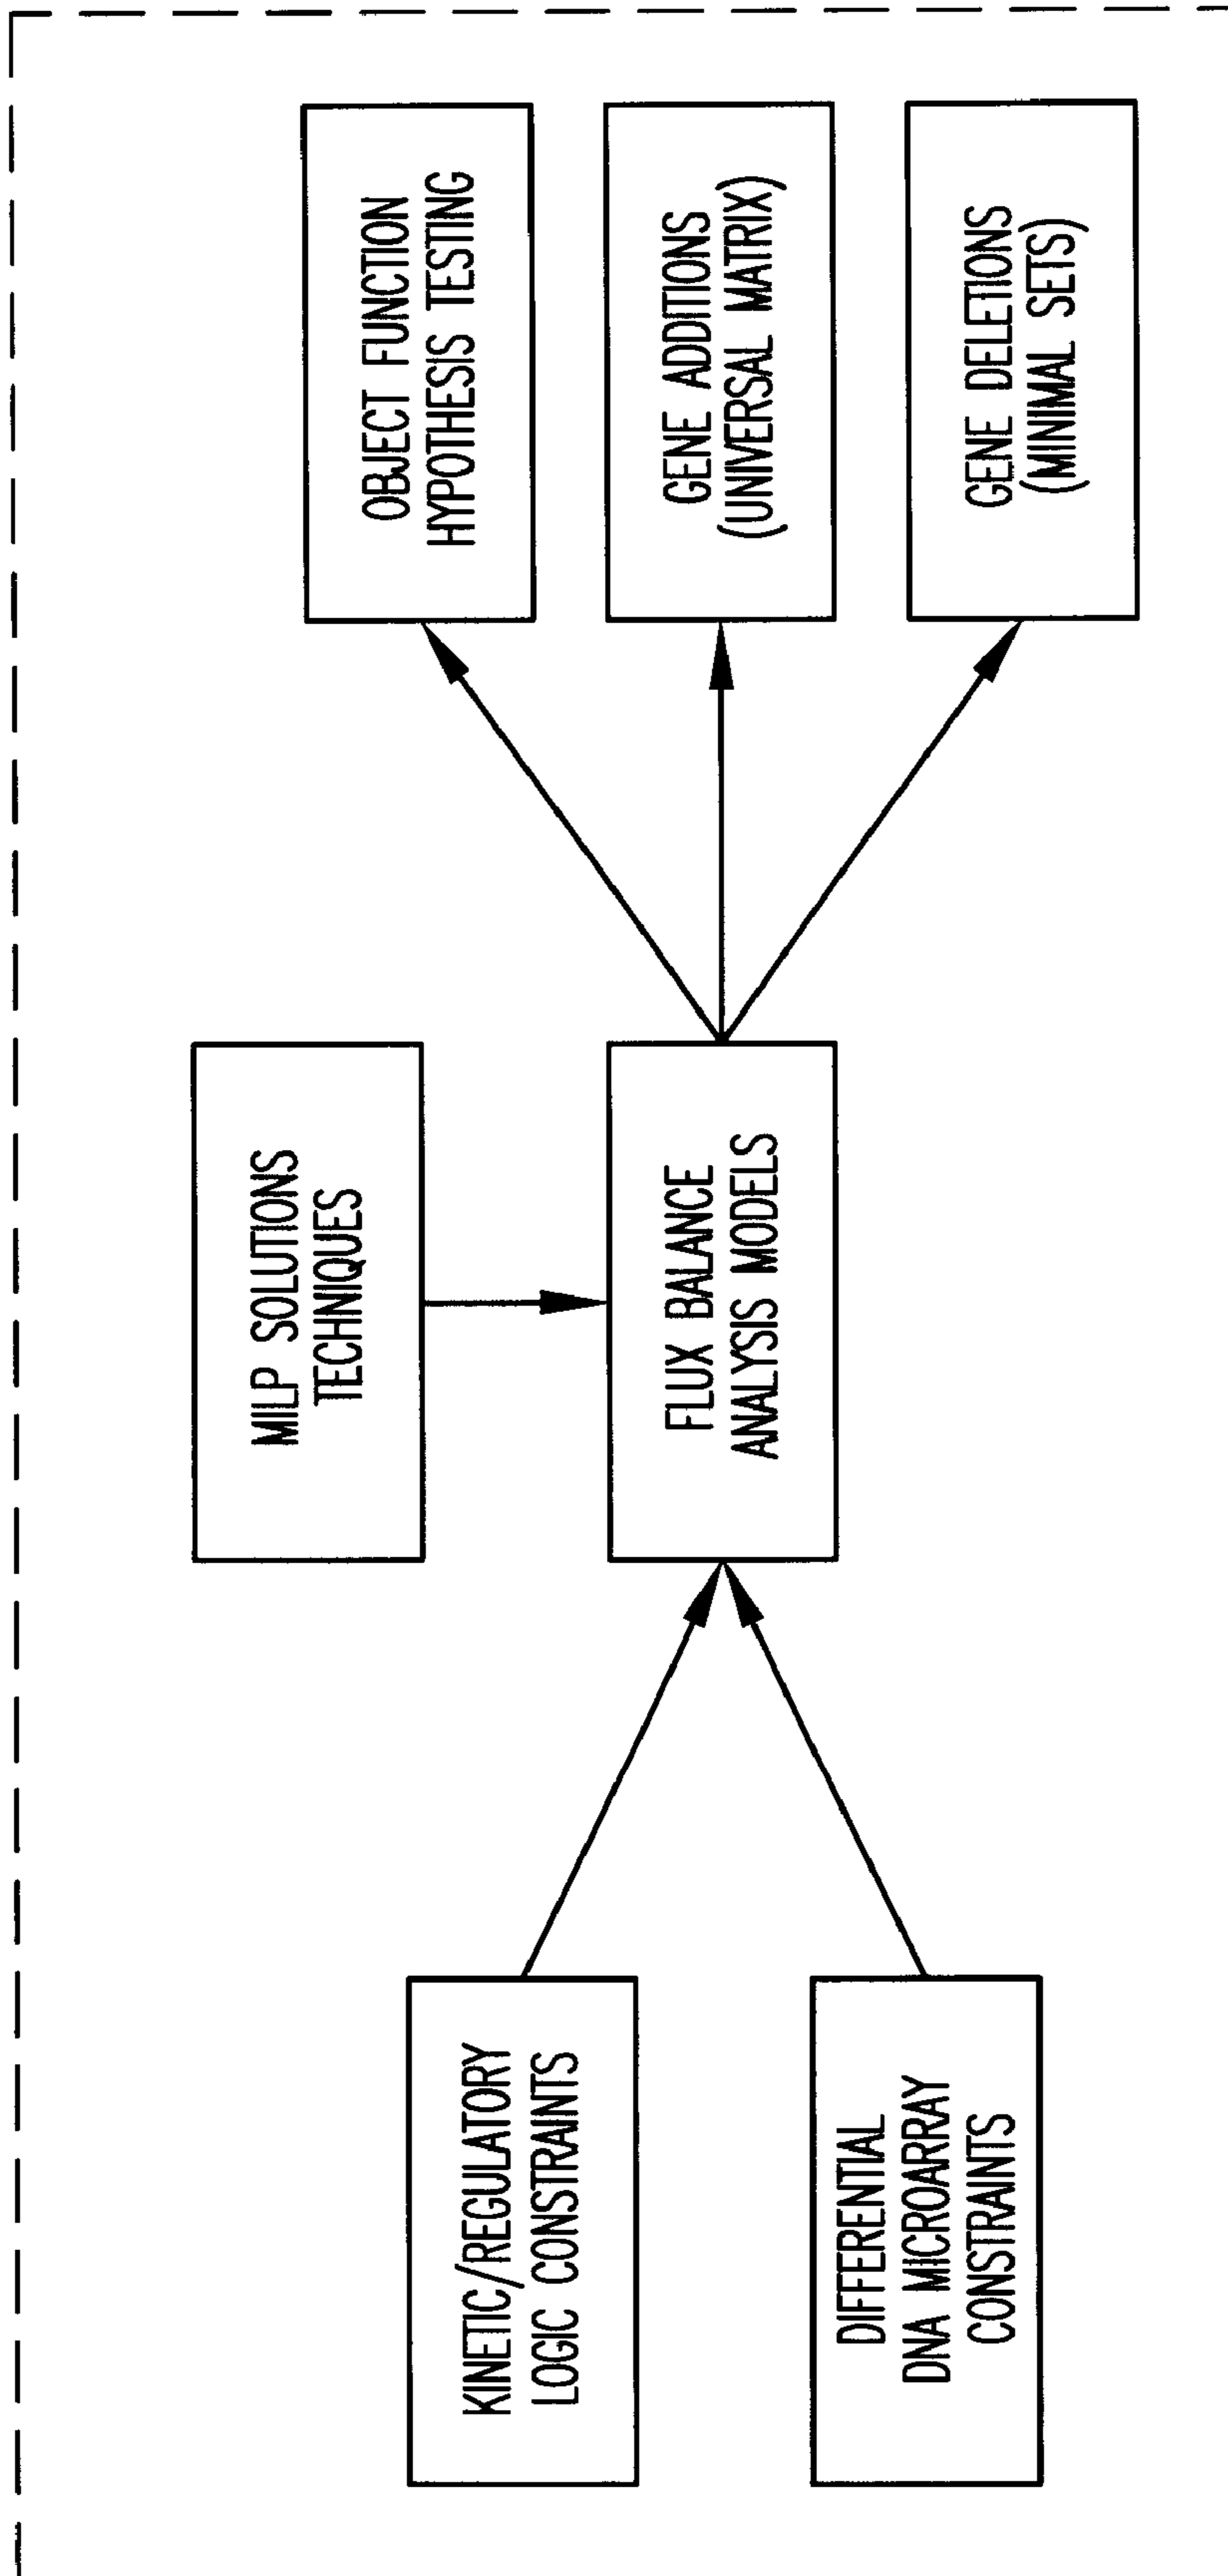 KINETIC/REGULATORY
LOGIC CONSTRAINTS
DIFFERENTIAL
DNA MICROARRAY
CONSTRAINTS
MILP SOLUTIONS
TECHNIQUES
FLUX BALANCE
ANALYSIS MODELS
OBJECT FUNCTION
HYPOTHESIS TESTING
GENE ADDITIONS
(UNIVERSAL MATRIX)
GENE DELETIONS
(MINIMAL SETS)